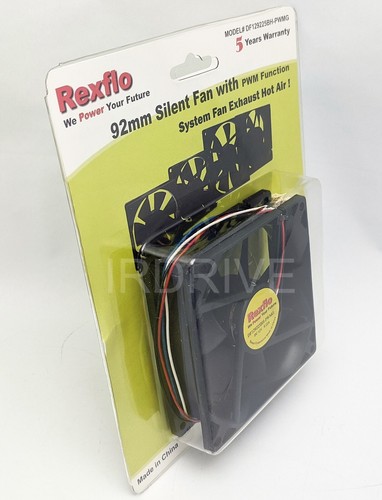 MODEL# DF129225BH-PWMG
5 Years Warranty
Rexflo
We Power Your Future
92mm Silent Fan with PWM Function
System Fan Exhaust Hot Air !
IRDRIVE
Rexflo
Made in China